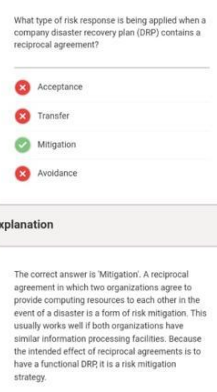 What type of risk response is being applied when a
company disaster recovery plan (DRP) contains a
reciprocal agreement?
Acceptance
Transfer
Mitigation
Avoidance
xplanation
The correct answer is 'Mitigation'. A reciprocal
agreement in which two organizations agree to
provide computing resources to each other in the
event of a disaster is a form of risk mitigation. This
usually works well if both organizations have
similar information processing facilities. Because
the intended effect of reciprocal agreements is to
have a functional DRP, it is a risk mitigation
strategy.